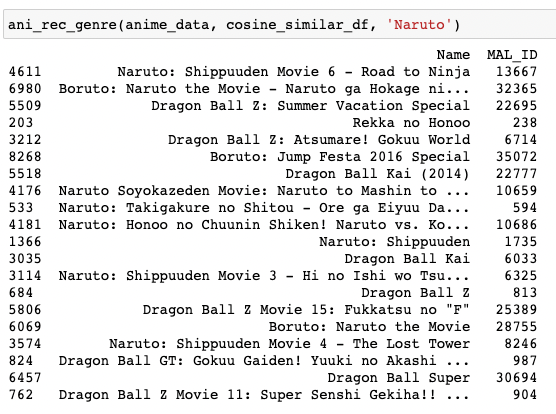 ani_rec_genre(anime_data, cosine_similar_df, 'Naruto')
Name MAL_ID
4611 Naruto: Shippuuden Movie 6 - Road to Ninja 13667
6980 Boruto: Naruto the Movie - Naruto ga Hokage ni... 32365
5509 Dragon Ball Z: Summer Vacation Special 22695
203 Rekka no Honoo 238
3212 Dragon Ball Z: Atsumare! Gokuu World 6714
8268 Boruto: Jump Festa 2016 Special 35072
5518 Dragon Ball Kai (2014) 22777
4176 Naruto Soyokazeden Movie: Naruto to Mashin to ... 10659
533 Naruto: Takigakure no Shitou - Ore ga Eiyuu Da... 594
4181 Naruto: Honoo no Chuunin Shiken! Naruto vs. Ko... 10686
1366 Naruto: Shippuuden 1735
3035 Dragon Ball Kai 6033
3114 Naruto: Shippuuden Movie 3 - Hi no Ishi wo Tsu... 6325
684 Dragon Ball Z 813
5806 Dragon Ball Z Movie 15: Fukkatsu no "F" 25389
6069 Boruto: Naruto the Movie 28755
3574 Naruto: Shippuuden Movie 4 - The Lost Tower 8246
824 Dragon Ball GT: Gokuu Gaiden! Yuuki no Akashi ... 987
6457 Dragon Ball Super 30694
762 Dragon Ball Z Movie 11: Super Senshi Gekiha!! ... 904